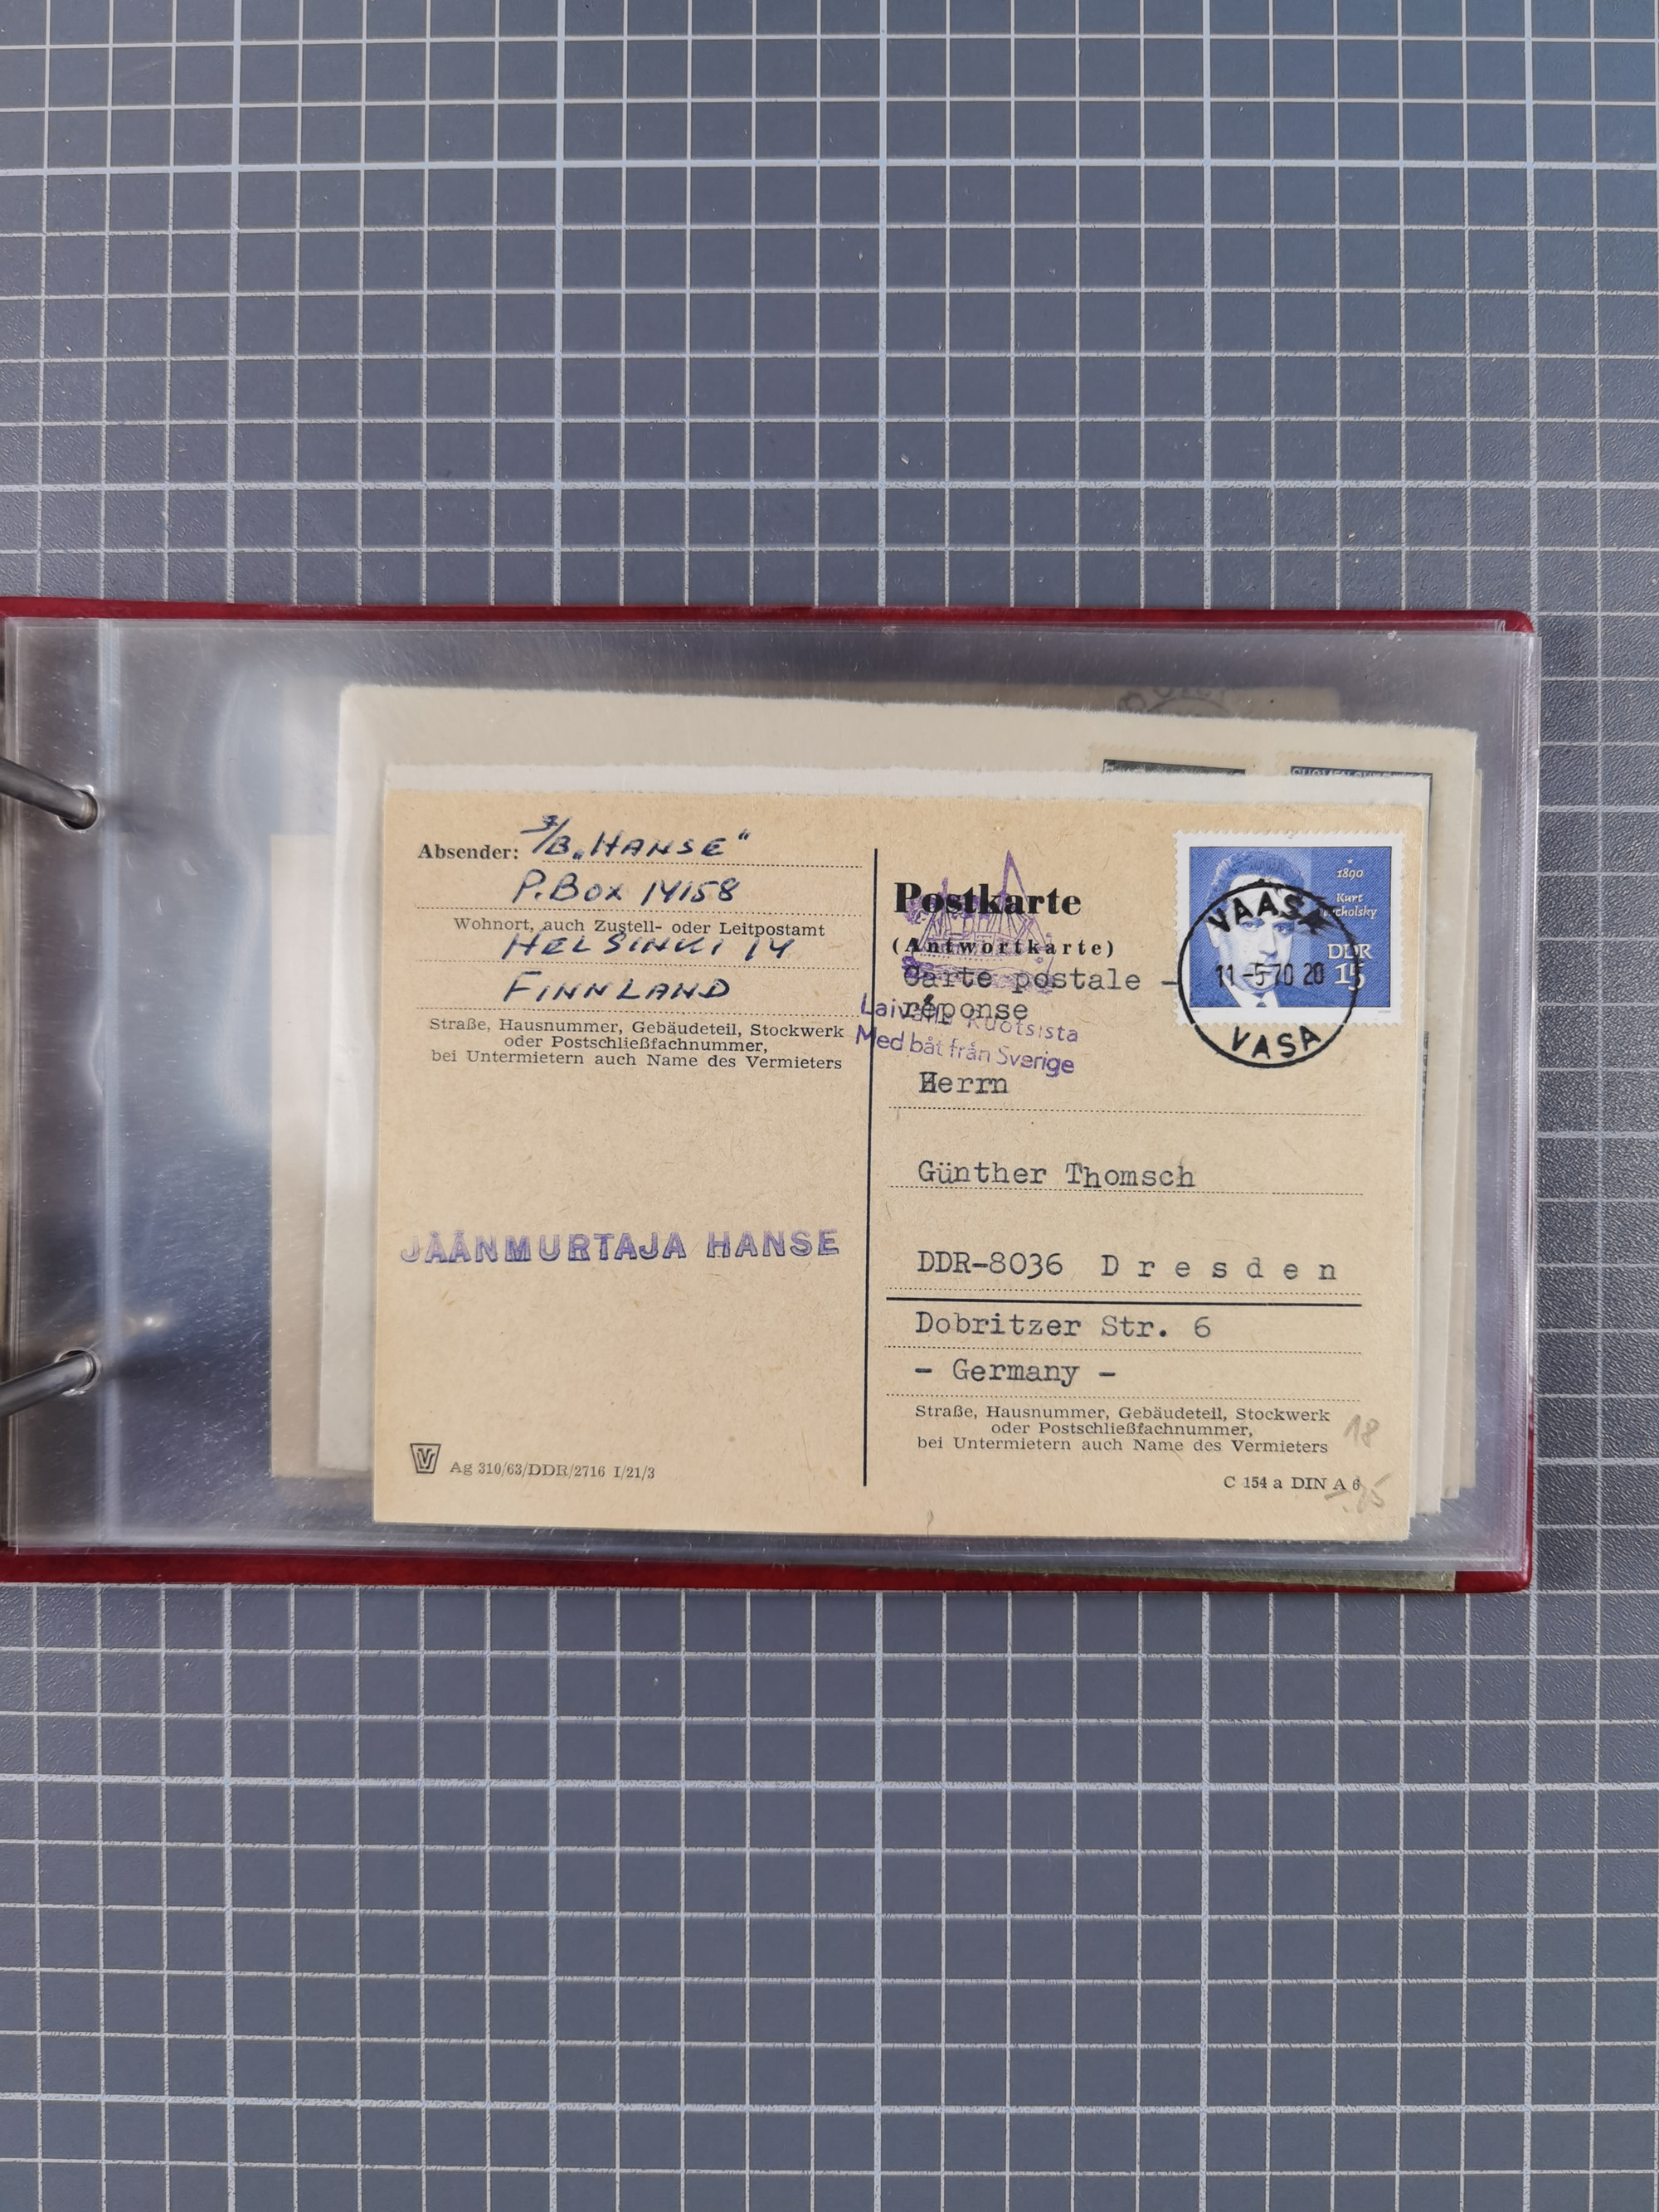 Absender: S/B „HANSE"
P.Box 14158
Wohnort, auch Zustell- oder Leitpostamt
HELSINKI 14
FINNLAND
Straße, Hausnummer, Gebäudeteil, Stockwerk
oder Postschließfachnummer,
bei Untermietern auch Name des Vermieters
JÄÄNMURTAJA HANSE
Ag 310/63/DDR/2716 I/21/3
Postkarte
(Antwortkarte)
Carte postale -
réponse
Laivalla Ruotsista
Med båt från Sverige
1890
Kurt
Tucholsky
DDR
15
VAASA
11-5-70 20
VASA
Herrn
Günther Thomsch
DDR-8036 Dresden
Dobritzer Str. 6
- Germany -
Straße, Hausnummer, Gebäudeteil, Stockwerk
oder Postschließfachnummer,
bei Untermietern auch Name des Vermieters
18
C 154 a DIN A 6